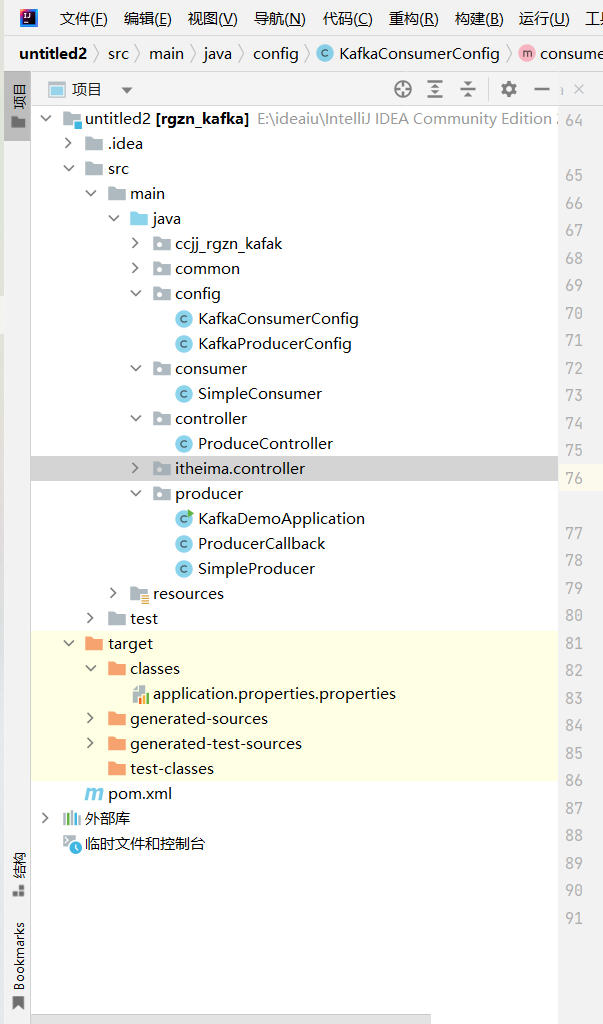 文件(F) 编辑(E) 视图(V) 导航(N) 代码(C) 重构(R) 构建(B) 运行(U) 工
untitled2 src main java config KafkaConsumerConfig consume
项目
项目
untitled2 [rgzn_kafka] E:\ideaiu\IntelliJ IDEA Community Edition 2
.idea
src
main
java
ccjj_rgzn_kafak
common
config
KafkaConsumerConfig
KafkaProducerConfig
consumer
SimpleConsumer
controller
ProduceController
itheima.controller
producer
KafkaDemoApplication
ProducerCallback
SimpleProducer
resources
test
target
classes
application.properties.properties
generated-sources
generated-test-sources
test-classes
pom.xml
外部库
临时文件和控制台
结构
Bookmarks
64
65
66
67
68
69
70
71
72
73
74
75
76
77
78
79
80
81
82
83
84
85
86
87
88
89
90
91